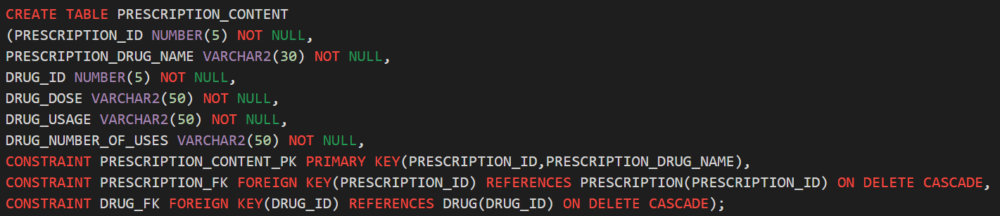 CREATE TABLE PRESCRIPTION_CONTENT
(PRESCRIPTION_ID NUMBER(5) NOT NULL,
PRESCRIPTION_DRUG_NAME VARCHAR2(30) NOT NULL,
DRUG_ID NUMBER(5) NOT NULL,
DRUG_DOSE VARCHAR2(50) NOT NULL,
DRUG_USAGE VARCHAR2(50) NOT NULL,
DRUG_NUMBER_OF_USES VARCHAR2(50) NOT NULL,
CONSTRAINT PRESCRIPTION_CONTENT_PK PRIMARY KEY(PRESCRIPTION_ID,PRESCRIPTION_DRUG_NAME),
CONSTRAINT PRESCRIPTION_FK FOREIGN KEY(PRESCRIPTION_ID) REFERENCES PRESCRIPTION(PRESCRIPTION_ID) ON DELETE CASCADE,
CONSTRAINT DRUG_FK FOREIGN KEY(DRUG_ID) REFERENCES DRUG(DRUG_ID) ON DELETE CASCADE);